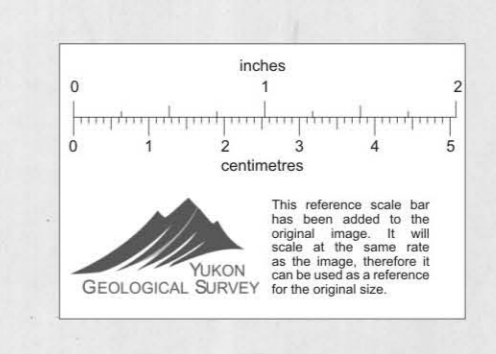 inches
0 1 2
0 1 2 3 4 5
centimetres
YUKON
GEOLOGICAL SURVEY
This reference scale bar
has been added to the
original image. It will
scale at the same rate
as the image, therefore it
can be used as a reference
for the original size.